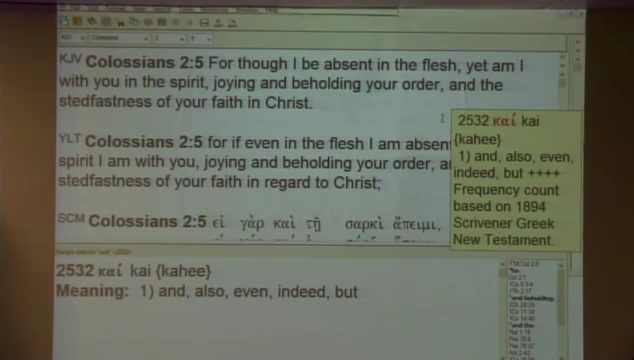 KJV Colossians 2:5 For though I be absent in the flesh, yet am I
with you in the spirit, joying and beholding your order, and the
stedfastness of your faith in Christ.
YLT Colossians 2:5 for if even in the flesh I am absent
spirit I am with you, joying and beholding your order,
stedfastness of your faith in regard to Christ;
SCM Colossians 2:5 εἰ γὰρ καὶ τῇ σαρκὶ ἄπειμι,
2532 καί kai
{kahee}
1) and, also, even,
indeed, but ++++
Frequency count
based on 1894
Scrivener Greek
New Testament.
2532 καί kai {kahee}
Meaning: 1) and, also, even, indeed, but